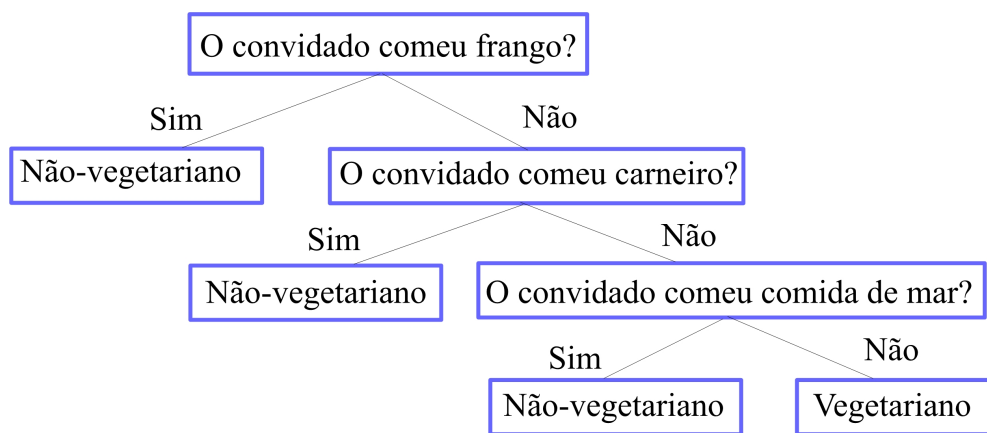 O convidado comeu frango?
Sim
Não
Não-vegetariano
O convidado comeu carneiro?
Sim
Não
Não-vegetariano
O convidado comeu comida de mar?
Sim
Não
Não-vegetariano
Vegetariano